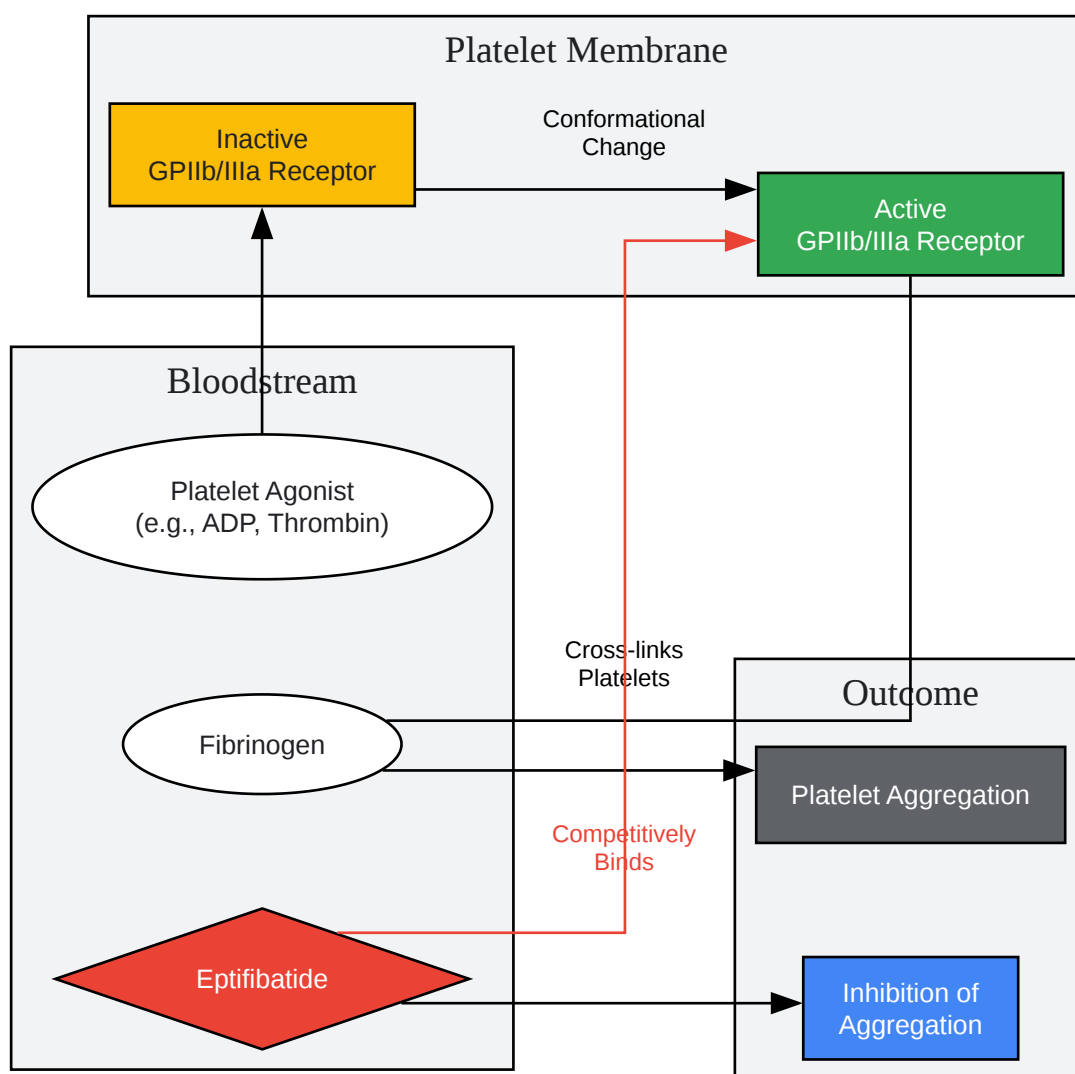 Platelet Membrane
Inactive
GPIIb/IIIa Receptor
Conformational
Change
Active
GPIIb/IIIa Receptor
Bloodstream
Platelet Agonist
(e.g., ADP, Thrombin)
Cross-links
Platelets
Fibrinogen
Outcome
Platelet Aggregation
Competitively
Binds
Eptifibatide
Inhibition of
Aggregation